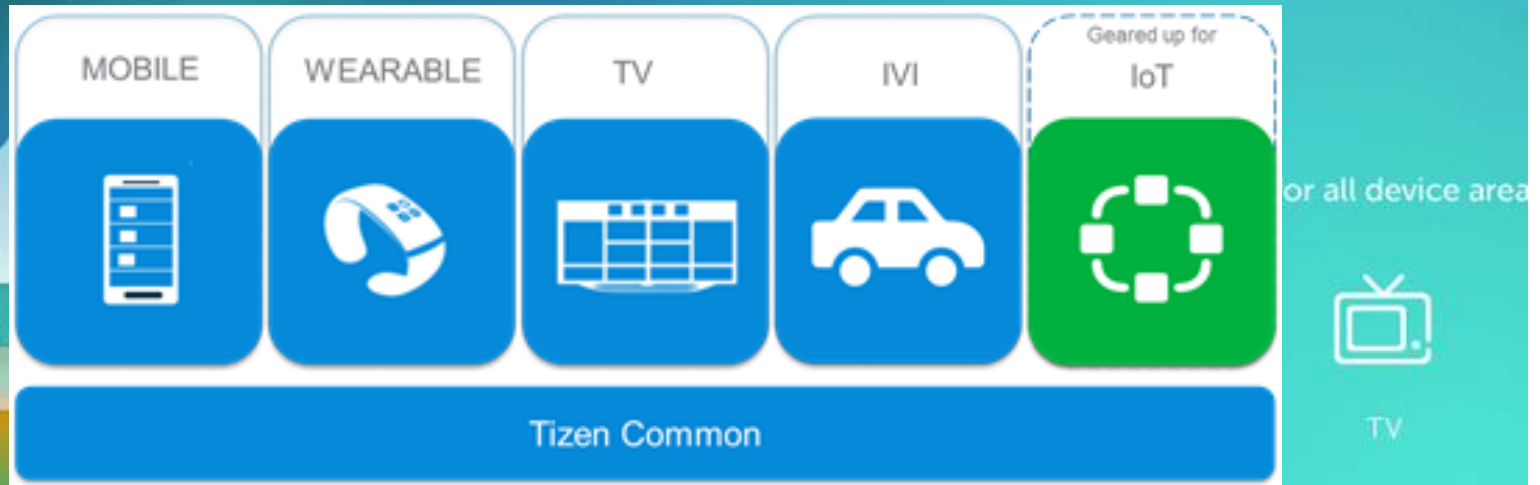 MOBILE
WEARABLE
TV
IVI
Geared up for
IoT
Tizen Common
or all device area
TV